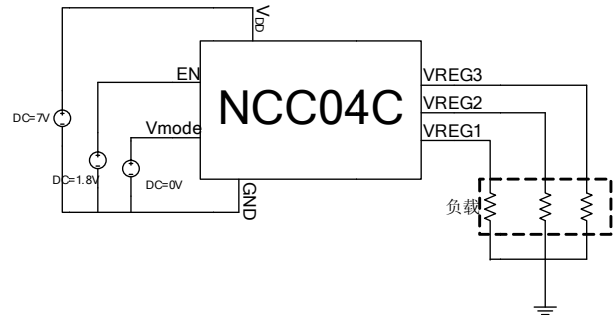 VDD
EN
NCC04C
VREG3
VREG2
VREG1
Vmode
DC=7V
DC=1.8V
DC=0V
GND
负载